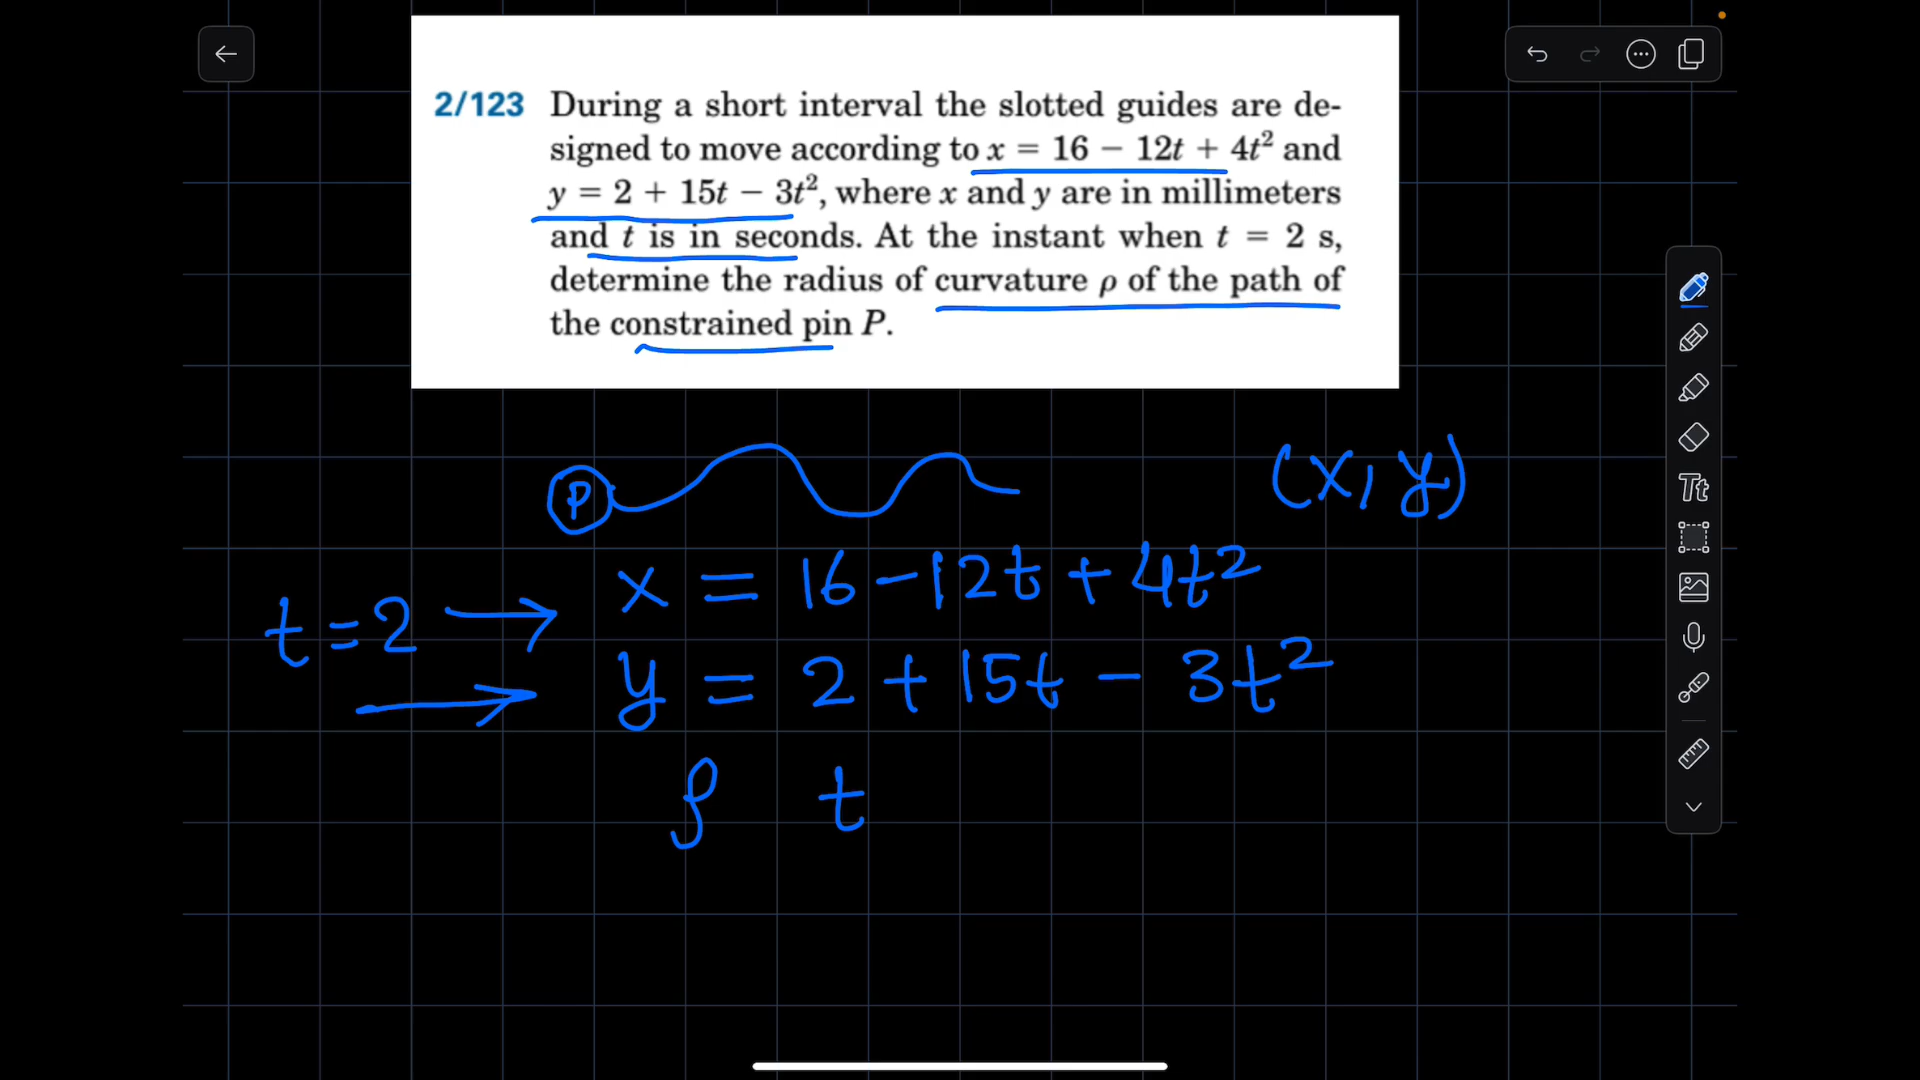 2/123 During a short interval the slotted guides are de-
signed to move according to x = 16 − 12t + 4t² and
y = 2 + 15t − 3t², where x and y are in millimeters
and t is in seconds. At the instant when t = 2 s,
determine the radius of curvature ρ of the path of
the constrained pin P.
P
(x, y)
x = 16 - 12t + 4t²
t = 2 →
y = 2 + 15t - 3t²
→
ρ t
Tt